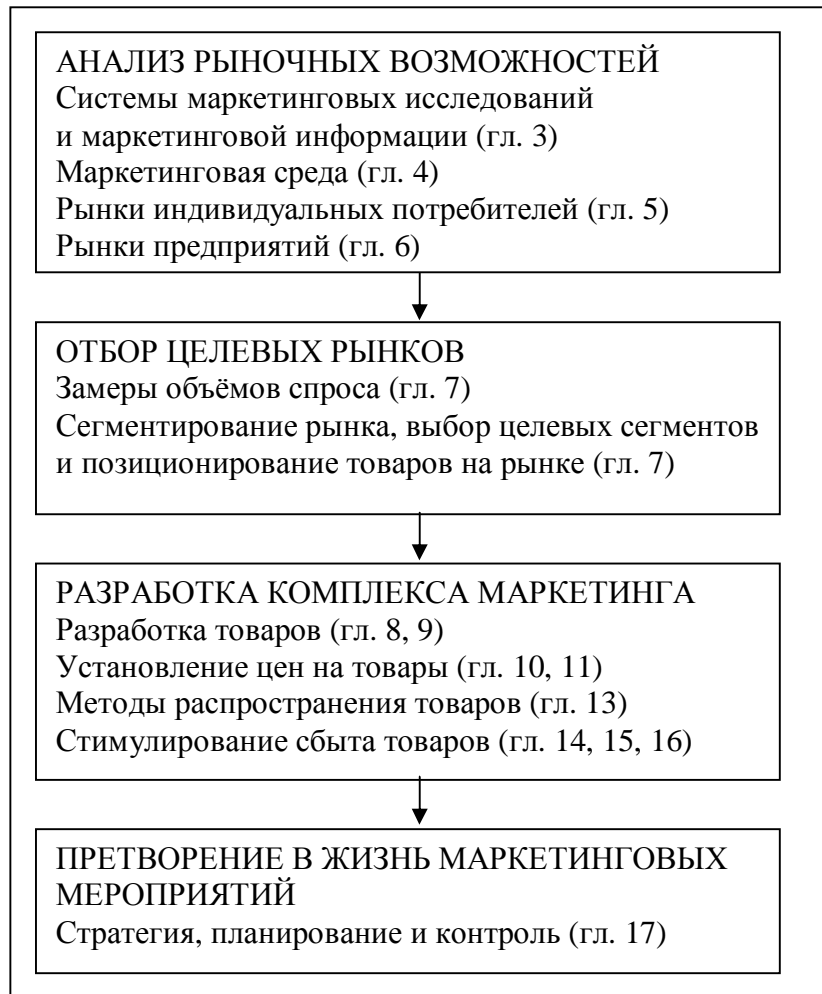 АНАЛИЗ РЫНОЧНЫХ ВОЗМОЖНОСТЕЙ
Системы маркетинговых исследований
и маркетинговой информации (гл. 3)
Маркетинговая среда (гл. 4)
Рынки индивидуальных потребителей (гл. 5)
Рынки предприятий (гл. 6)
ОТБОР ЦЕЛЕВЫХ РЫНКОВ
Замеры объёмов спроса (гл. 7)
Сегментирование рынка, выбор целевых сегментов
и позиционирование товаров на рынке (гл. 7)
РАЗРАБОТКА КОМПЛЕКСА МАРКЕТИНГА
Разработка товаров (гл. 8, 9)
Установление цен на товары (гл. 10, 11)
Методы распространения товаров (гл. 13)
Стимулирование сбыта товаров (гл. 14, 15, 16)
ПРЕТВОРЕНИЕ В ЖИЗНЬ МАРКЕТИНГОВЫХ
МЕРОПРИЯТИЙ
Стратегия, планирование и контроль (гл. 17)